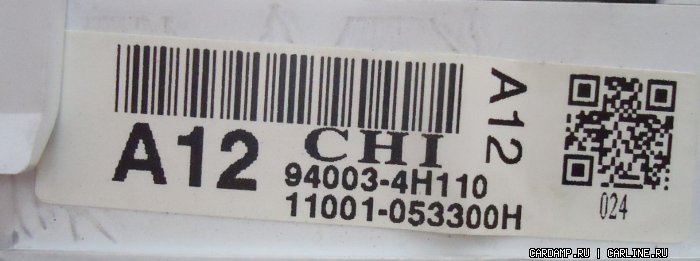 A12 CHI
94003-4H110
11001-053300H
A12
024
CARDAMP.RU | CARLINE.RU